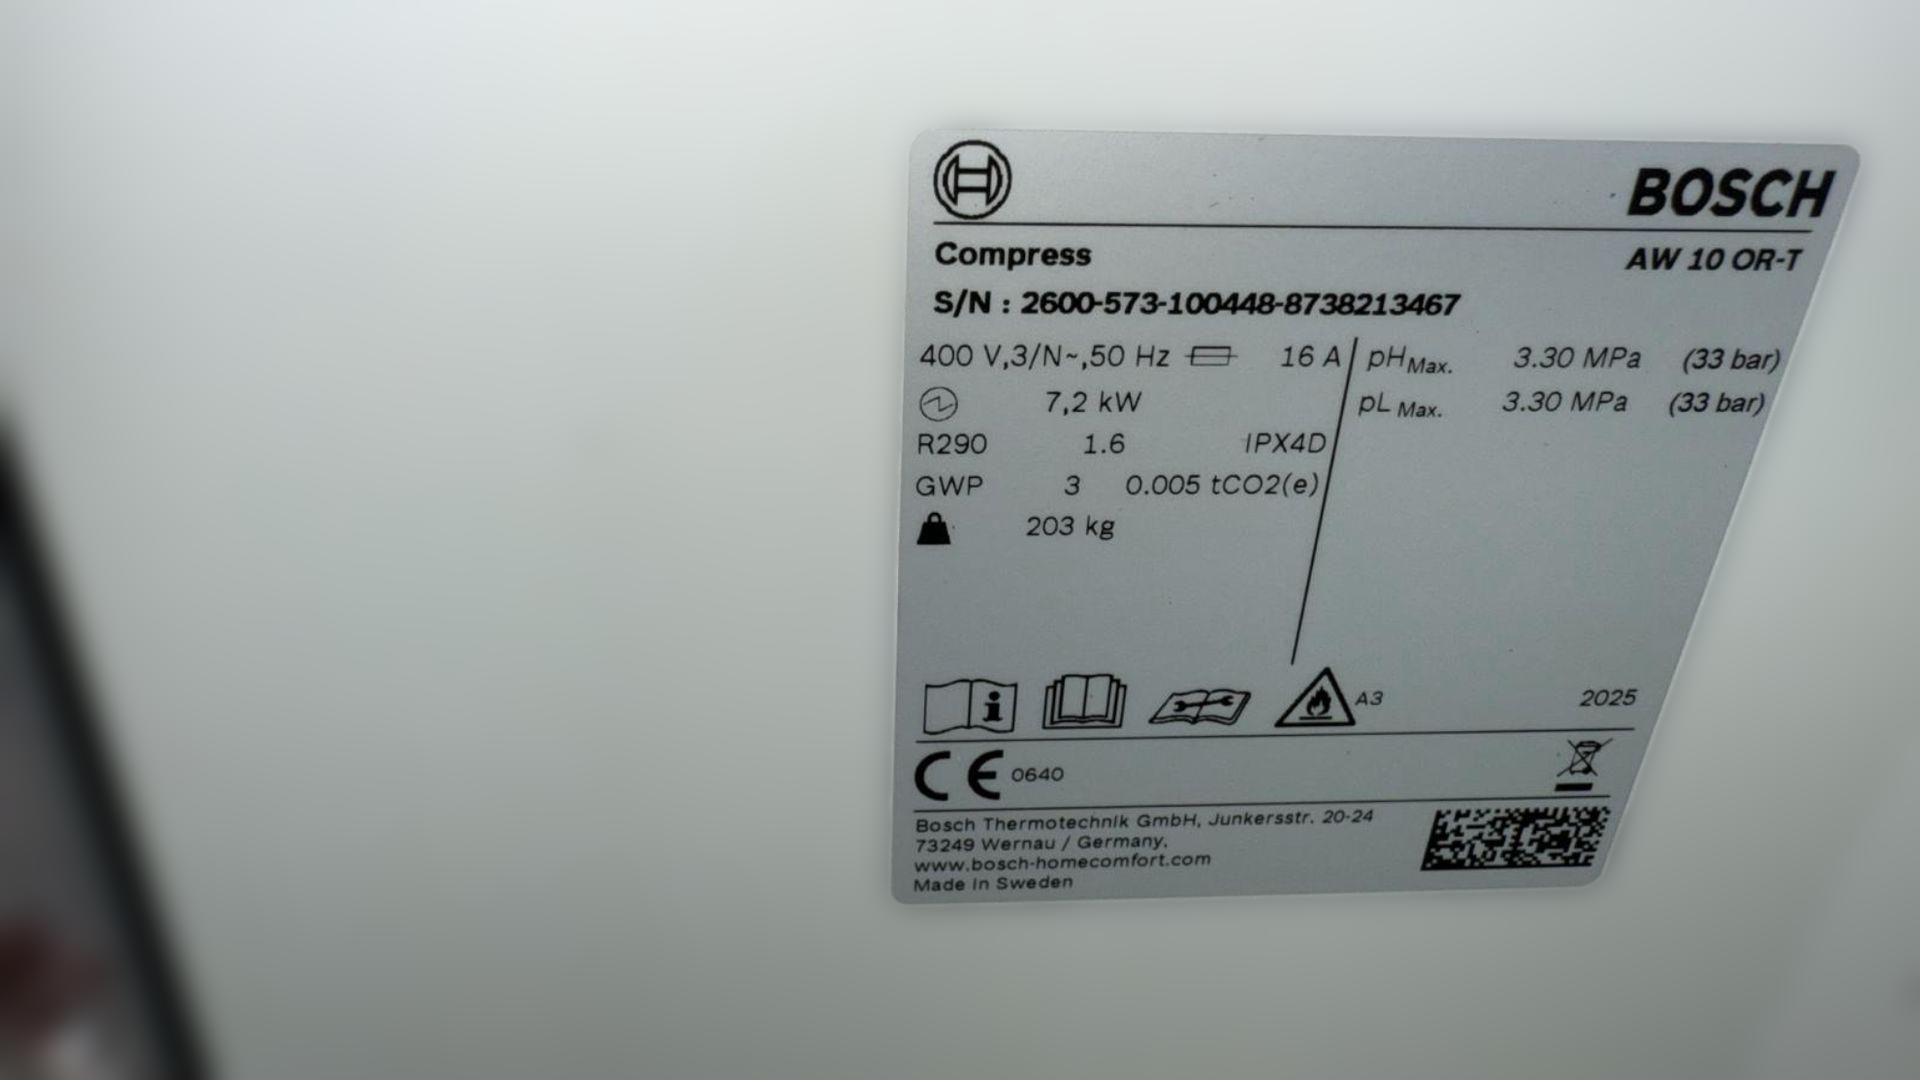 BOSCH
Compress AW 10 OR-T
S/N : 2600-573-100448-8738213467
400 V,3/N~,50 Hz 16 A pHMax. 3.30 MPa (33 bar)
7,2 kW pL Max. 3.30 MPa (33 bar)
R290 1.6 IPX4D
GWP 3 0.005 tCO2(e)
203 kg
A3 2025
CE 0640
Bosch Thermotechnik GmbH, Junkersstr. 20-24
73249 Wernau / Germany.
www.bosch-homecomfort.com
Made in Sweden